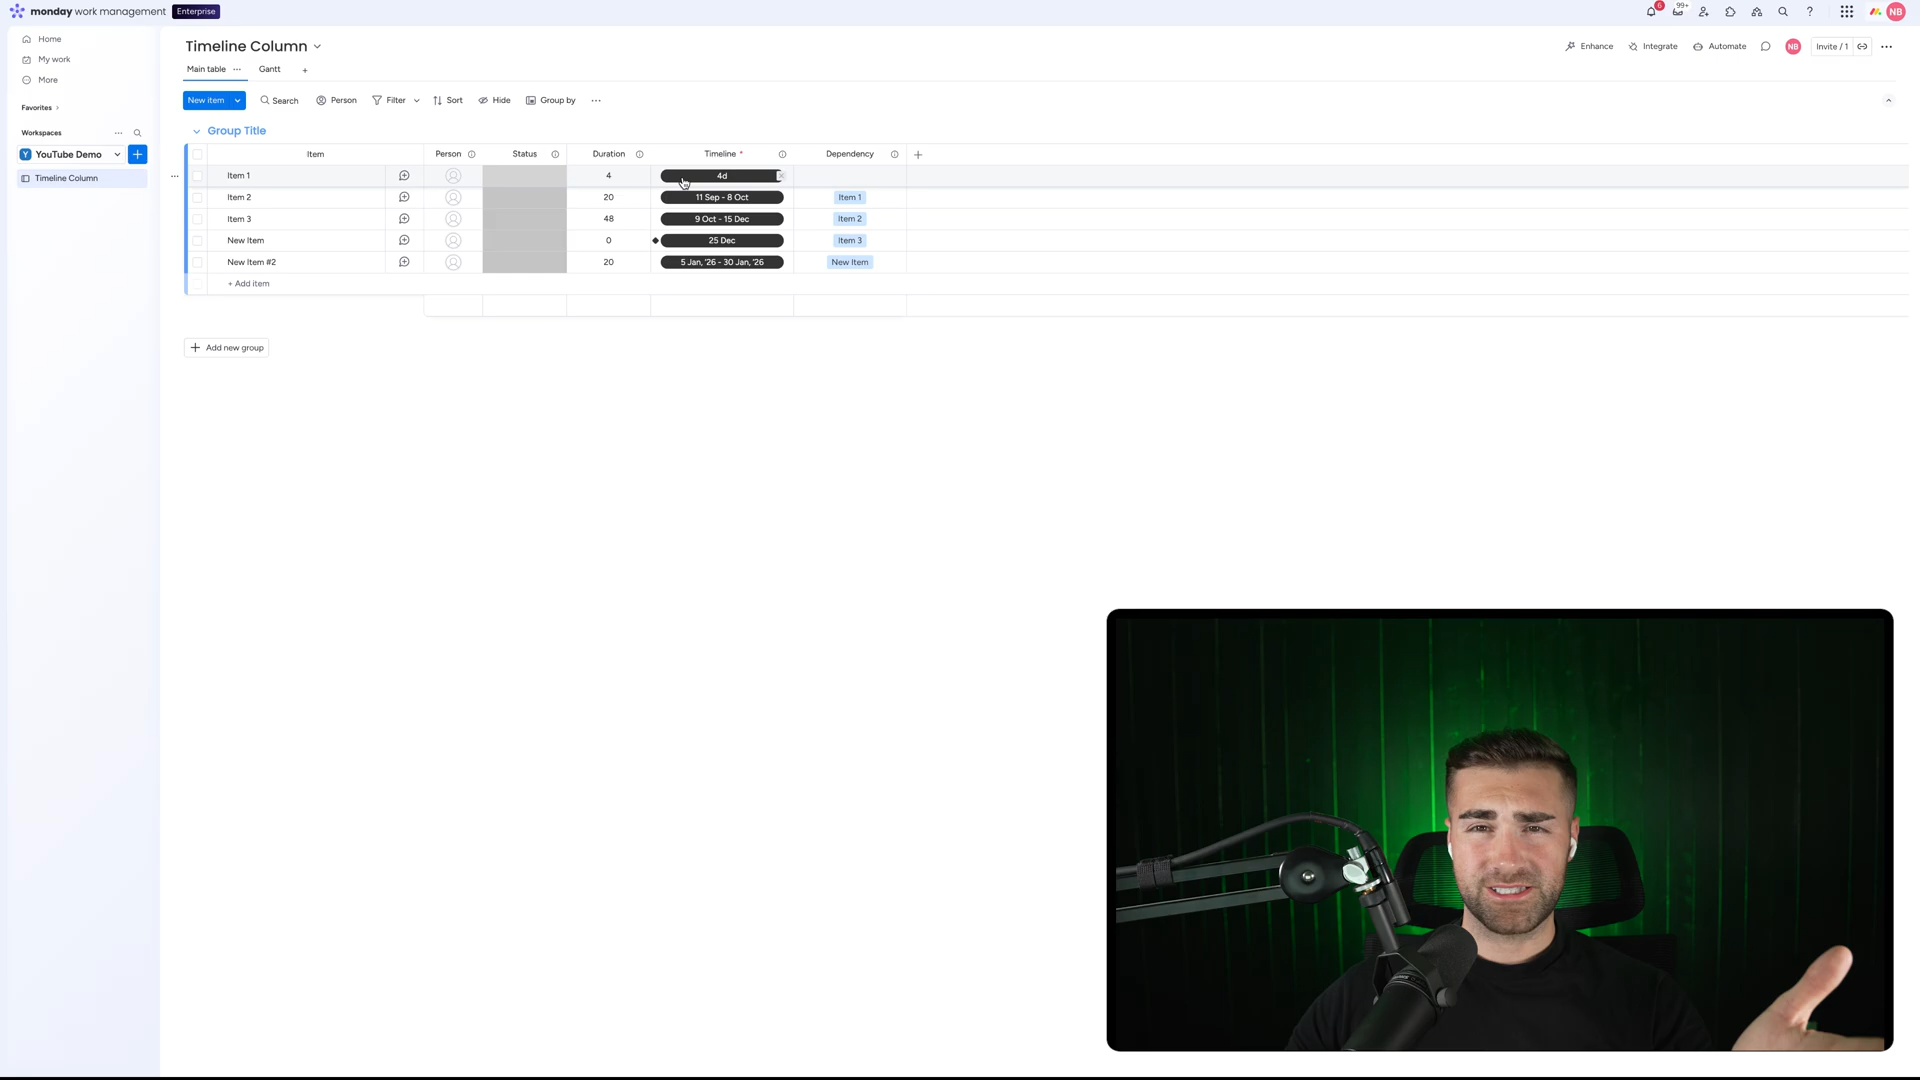 monday work management Enterprise 6 99+ NB
Home
My work
More
Favorites
Workspaces
Y YouTube Demo
Timeline Column
Timeline Column
Enhance Integrate Automate NB Invite / 1
Main table Gantt
New item Search Person Filter Sort Hide Group by
Group Title
Item Person Status Duration Timeline * Dependency
Item 1 4 4d
Item 2 20 11 Sep - 8 Oct Item 1
Item 3 48 9 Oct - 15 Dec Item 2
New Item 0 25 Dec Item 3
New Item #2 20 5 Jan, '26 - 30 Jan, '26 New Item
+ Add item
Add new group